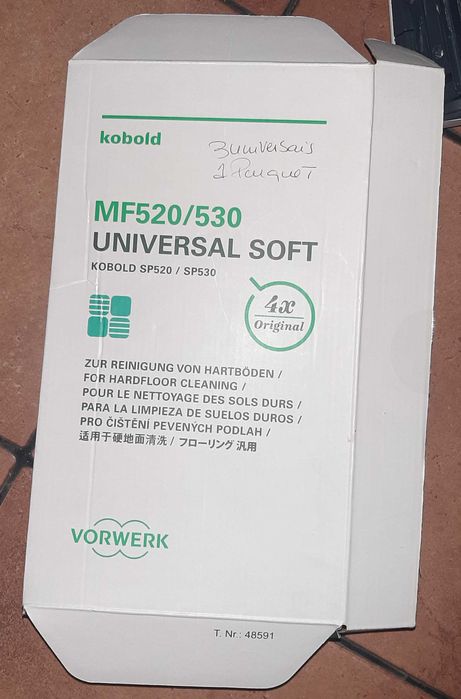 kobold
3 universais
1 Parquet
MF520/530
UNIVERSAL SOFT
KOBOLD SP520 / SP530
4x
Original
ZUR REINIGUNG VON HARTBÖDEN /
FOR HARDFLOOR CLEANING /
POUR LE NETTOYAGE DES SOLS DURS /
PARA LA LIMPIEZA DE SUELOS DUROS /
PRO ČIŠTĚNÍ PEVENÝCH PODLAH /
适用于硬地面清洗 / フローリング 汎用
VORWERK
T. Nr.: 48591